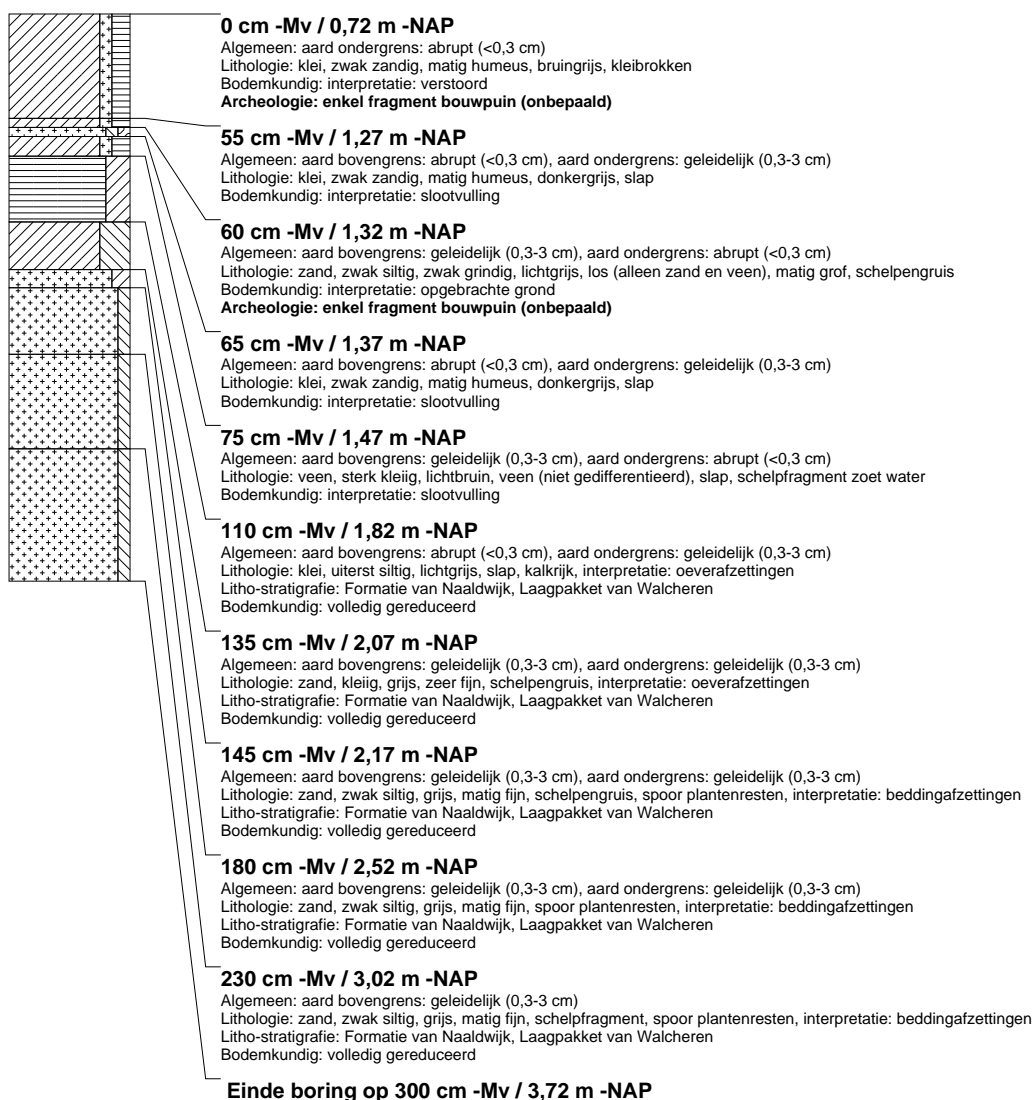 0 cm -Mv / 0,72 m -NAP
Algemeen: aard ondergrens: abrupt (<0,3 cm)
Lithologie: klei, zwak zandig, matig humeus, bruingrijs, kleibrokken
Bodemkundig: interpretatie: verstoord
Archeologie: enkel fragment bouwpuin (onbepaald)
55 cm -Mv / 1,27 m -NAP
Algemeen: aard bovengrens: abrupt (<0,3 cm), aard ondergrens: geleidelijk (0,3-3 cm)
Lithologie: klei, zwak zandig, matig humeus, donkergrijs, slap
Bodemkundig: interpretatie: slootvulling
60 cm -Mv / 1,32 m -NAP
Algemeen: aard bovengrens: geleidelijk (0,3-3 cm), aard ondergrens: abrupt (<0,3 cm)
Lithologie: zand, zwak siltig, zwak grindig, lichtgrijs, los (alleen zand en veen), matig grof, schelpengruis
Bodemkundig: interpretatie: opgebrachte grond
Archeologie: enkel fragment bouwpuin (onbepaald)
65 cm -Mv / 1,37 m -NAP
Algemeen: aard bovengrens: abrupt (<0,3 cm), aard ondergrens: geleidelijk (0,3-3 cm)
Lithologie: klei, zwak zandig, matig humeus, donkergrijs, slap
Bodemkundig: interpretatie: slootvulling
75 cm -Mv / 1,47 m -NAP
Algemeen: aard bovengrens: geleidelijk (0,3-3 cm), aard ondergrens: abrupt (<0,3 cm)
Lithologie: veen, sterk kleiig, lichtbruin, veen (niet gedifferentieerd), slap, schelpfragment zoet water
Bodemkundig: interpretatie: slootvulling
110 cm -Mv / 1,82 m -NAP
Algemeen: aard bovengrens: abrupt (<0,3 cm), aard ondergrens: geleidelijk (0,3-3 cm)
Lithologie: klei, uiterst siltig, lichtgrijs, slap, kalkrijk, interpretatie: oeverafzettingen
Litho-stratigrafie: Formatie van Naaldwijk, Laagpakket van Walcheren
Bodemkundig: volledig gereduceerd
135 cm -Mv / 2,07 m -NAP
Algemeen: aard bovengrens: geleidelijk (0,3-3 cm), aard ondergrens: geleidelijk (0,3-3 cm)
Lithologie: zand, kleiig, grijs, zeer fijn, schelpengruis, interpretatie: oeverafzettingen
Litho-stratigrafie: Formatie van Naaldwijk, Laagpakket van Walcheren
Bodemkundig: volledig gereduceerd
145 cm -Mv / 2,17 m -NAP
Algemeen: aard bovengrens: geleidelijk (0,3-3 cm), aard ondergrens: geleidelijk (0,3-3 cm)
Lithologie: zand, zwak siltig, grijs, matig fijn, schelpengruis, spoor plantenresten, interpretatie: beddingafzettingen
Litho-stratigrafie: Formatie van Naaldwijk, Laagpakket van Walcheren
Bodemkundig: volledig gereduceerd
180 cm -Mv / 2,52 m -NAP
Algemeen: aard bovengrens: geleidelijk (0,3-3 cm), aard ondergrens: geleidelijk (0,3-3 cm)
Lithologie: zand, zwak siltig, grijs, matig fijn, spoor plantenresten, interpretatie: beddingafzettingen
Litho-stratigrafie: Formatie van Naaldwijk, Laagpakket van Walcheren
Bodemkundig: volledig gereduceerd
230 cm -Mv / 3,02 m -NAP
Algemeen: aard bovengrens: geleidelijk (0,3-3 cm)
Lithologie: zand, zwak siltig, grijs, matig fijn, schelpfragment, spoor plantenresten, interpretatie: beddingafzettingen
Litho-stratigrafie: Formatie van Naaldwijk, Laagpakket van Walcheren
Bodemkundig: volledig gereduceerd
Einde boring op 300 cm -Mv / 3,72 m -NAP